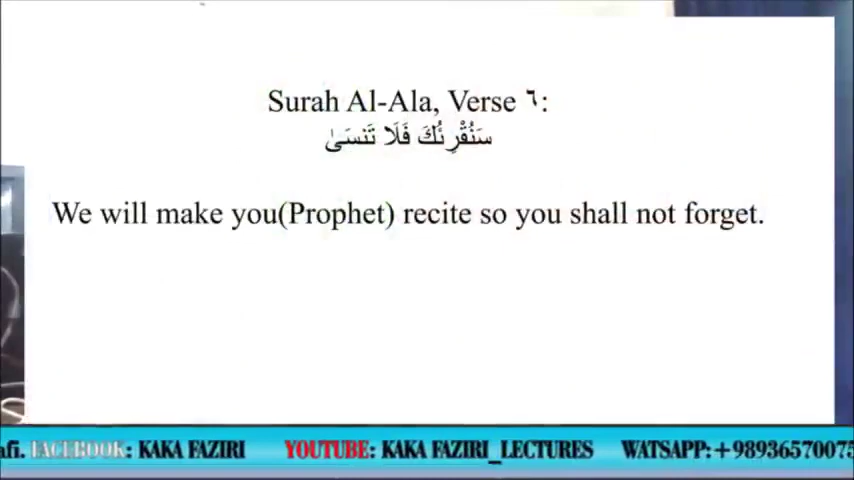 Surah Al-Ala, Verse ٦:
سَنُقْرِئُكَ فَلَا تَنسَىٰ
We will make you(Prophet) recite so you shall not forget.
afi. FACEBOOK: KAKA FAZIRI YOUTUBE: KAKA FAZIRI_LECTURES WATSAPP:+98936570075